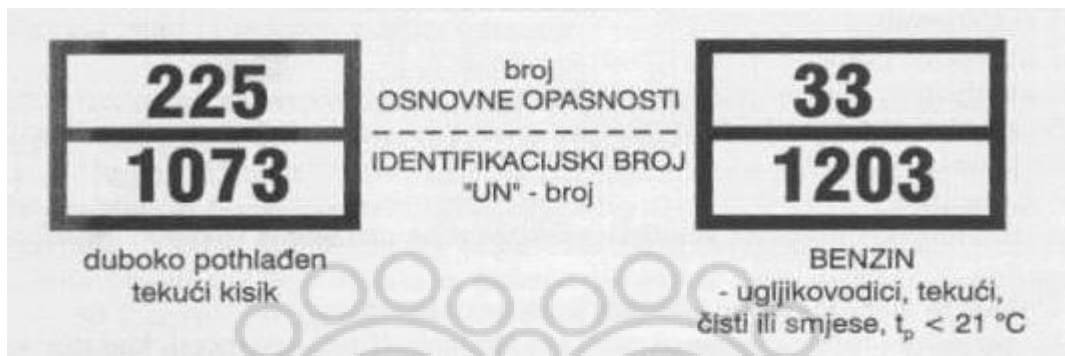 225
1073
duboko pothlađen
tekući kisik
broj
OSNOVNE OPASNOSTI
IDENTIFIKACIJSKI BROJ
"UN" - broj
33
1203
BENZIN
- ugljikovodici, tekući,
čisti ili smjese, tp < 21 °C